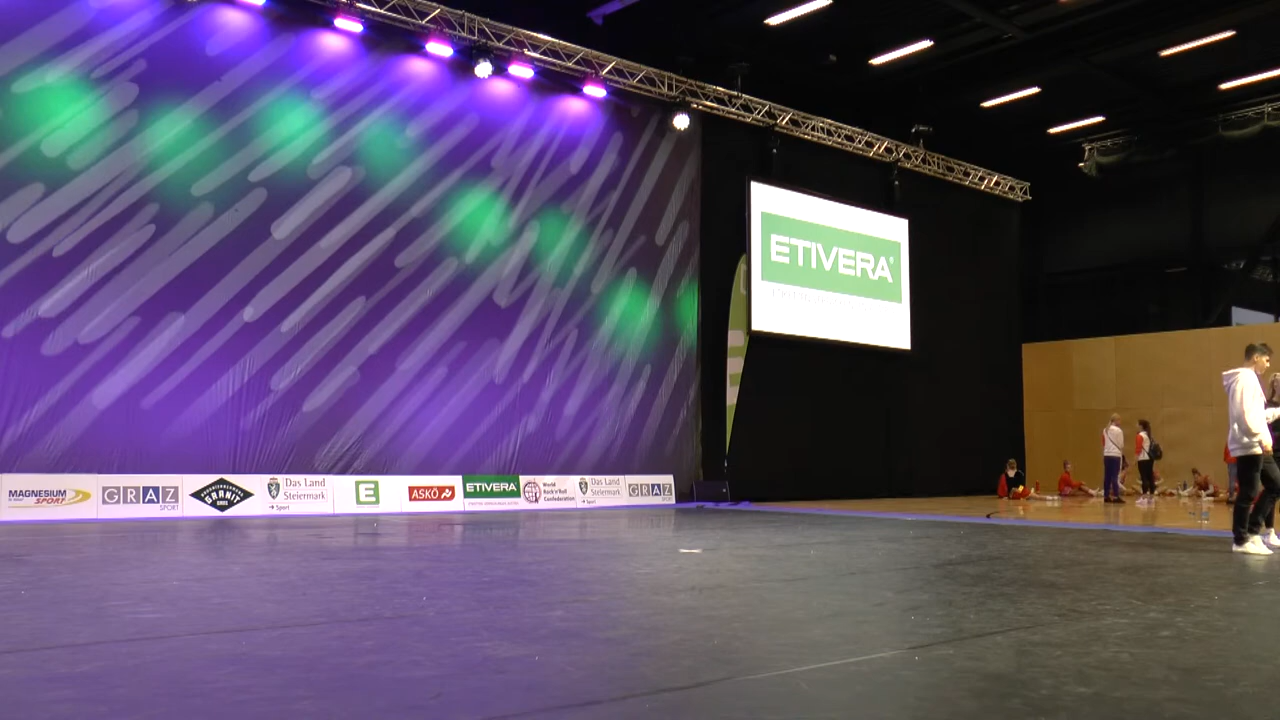 ETIVERA
MAGNESIUM
SPORT
GRAZ
SPORT
GRANIT
GRAZ
Das Land
Steiermark
→ Sport
E
ASKÖ
ETIVERA
World
Rock'n'Roll
Confederation
Das Land
Steiermark
→ Sport
GRAZ